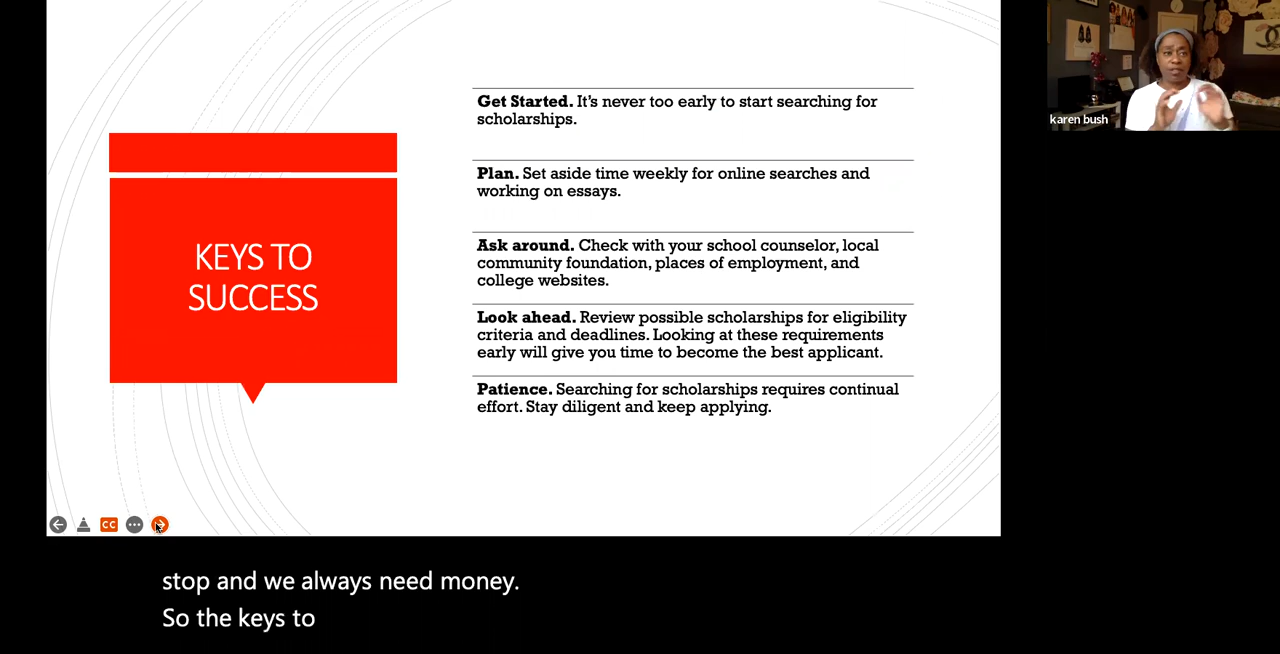 KEYS TO
SUCCESS
Get Started. It's never too early to start searching for
scholarships.
Plan. Set aside time weekly for online searches and
working on essays.
Ask around. Check with your school counselor, local
community foundation, places of employment, and
college websites.
Look ahead. Review possible scholarships for eligibility
criteria and deadlines. Looking at these requirements
early will give you time to become the best applicant.
Patience. Searching for scholarships requires continual
effort. Stay diligent and keep applying.
karen bush
CC
stop and we always need money.
So the keys to